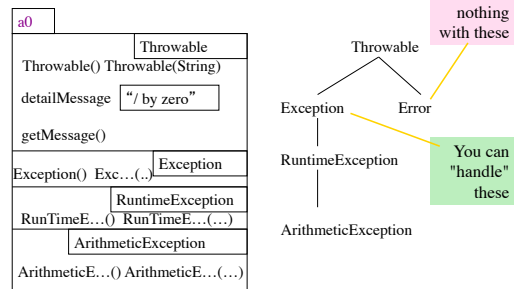 a0
Throwable
Throwable() Throwable(String)
detailMessage “/ by zero”
getMessage()
Exception
Exception() Exc…(..)
RuntimeException
RunTimeE…() RunTimeE…(…)
ArithmeticException
ArithmeticE…() ArithmeticE…(…)
nothing
with these
Throwable
Exception Error
RuntimeException
ArithmeticException
You can
"handle"
these